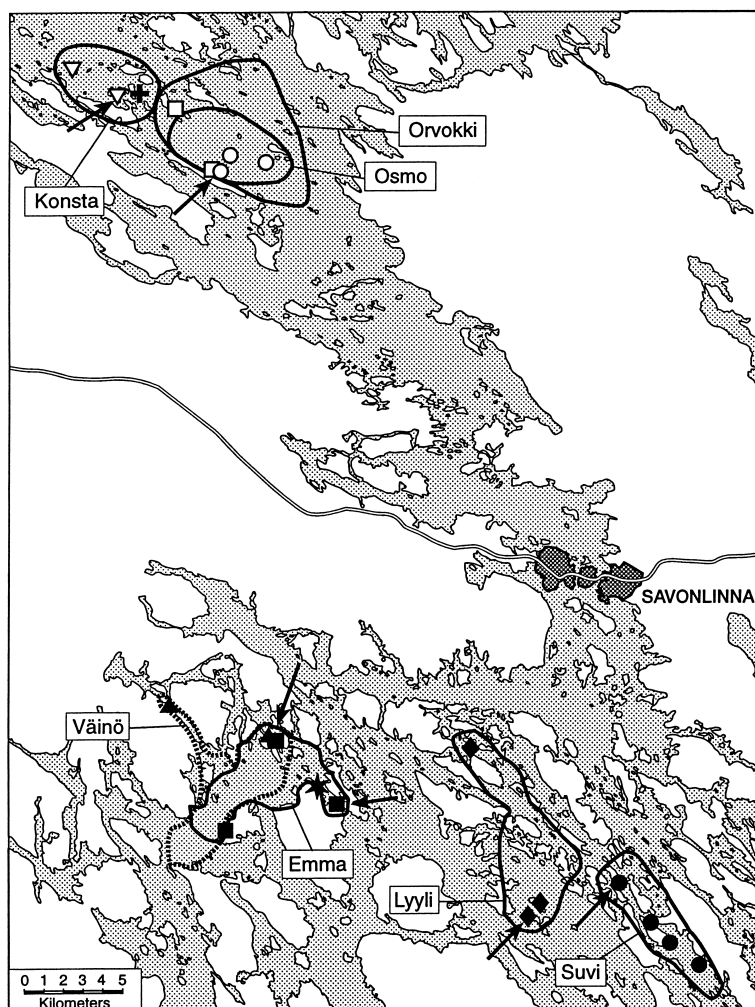 Orvokki
Osmo
Konsta
SAVONLINNA
Väinö
Emma
Lyyli
Suvi
0 1 2 3 4 5
Kilometers